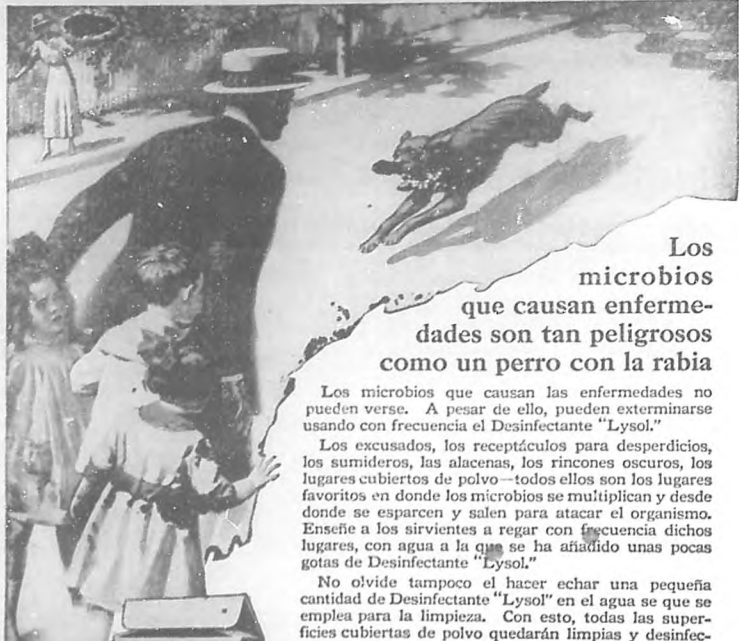 Los
microbios
que causan enferme-
dades son tan peligrosos
como un perro con la rabia
Los microbios que causan las enfermedades no
pueden verse. A pesar de ello, pueden exterminarse
usando con frecuencia el Desinfectante "Lysol."
Los excusados, los receptáculos para desperdicios,
los sumideros, las alacenas, los rincones oscuros, los
lugares cubiertos de polvo—todos ellos son los lugares
favoritos en donde los microbios se multiplican y desde
donde se esparcen y salen para atacar el organismo.
Enseñe a los sirvientes a regar con frecuencia dichos
lugares, con agua a la que se ha añadido unas pocas
gotas de Desinfectante "Lysol."
No olvide tampoco el hacer echar una pequeña
cantidad de Desinfectante "Lysol" en el agua se que se
emplea para la limpieza. Con esto, todas las super-
ficies cubiertas de polvo quedarán limpias y desinfec-